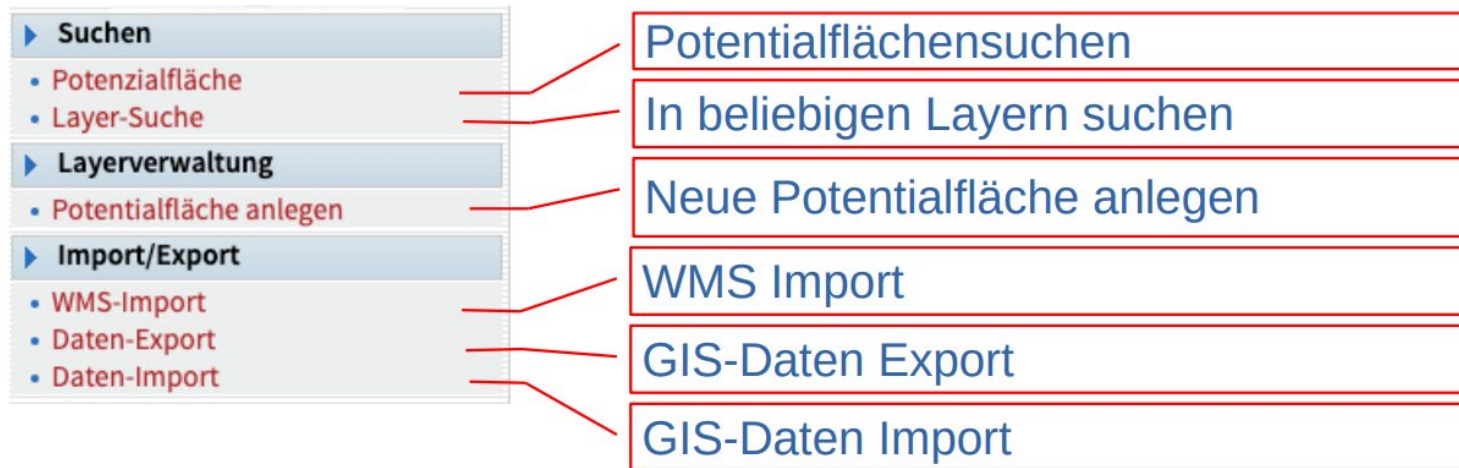 Suchen
• Potenzialfläche
• Layer-Suche
Layerverwaltung
• Potentialfläche anlegen
Import/Export
• WMS-Import
• Daten-Export
• Daten-Import
Potentialflächensuchen
In beliebigen Layern suchen
Neue Potentialfläche anlegen
WMS Import
GIS-Daten Export
GIS-Daten Import